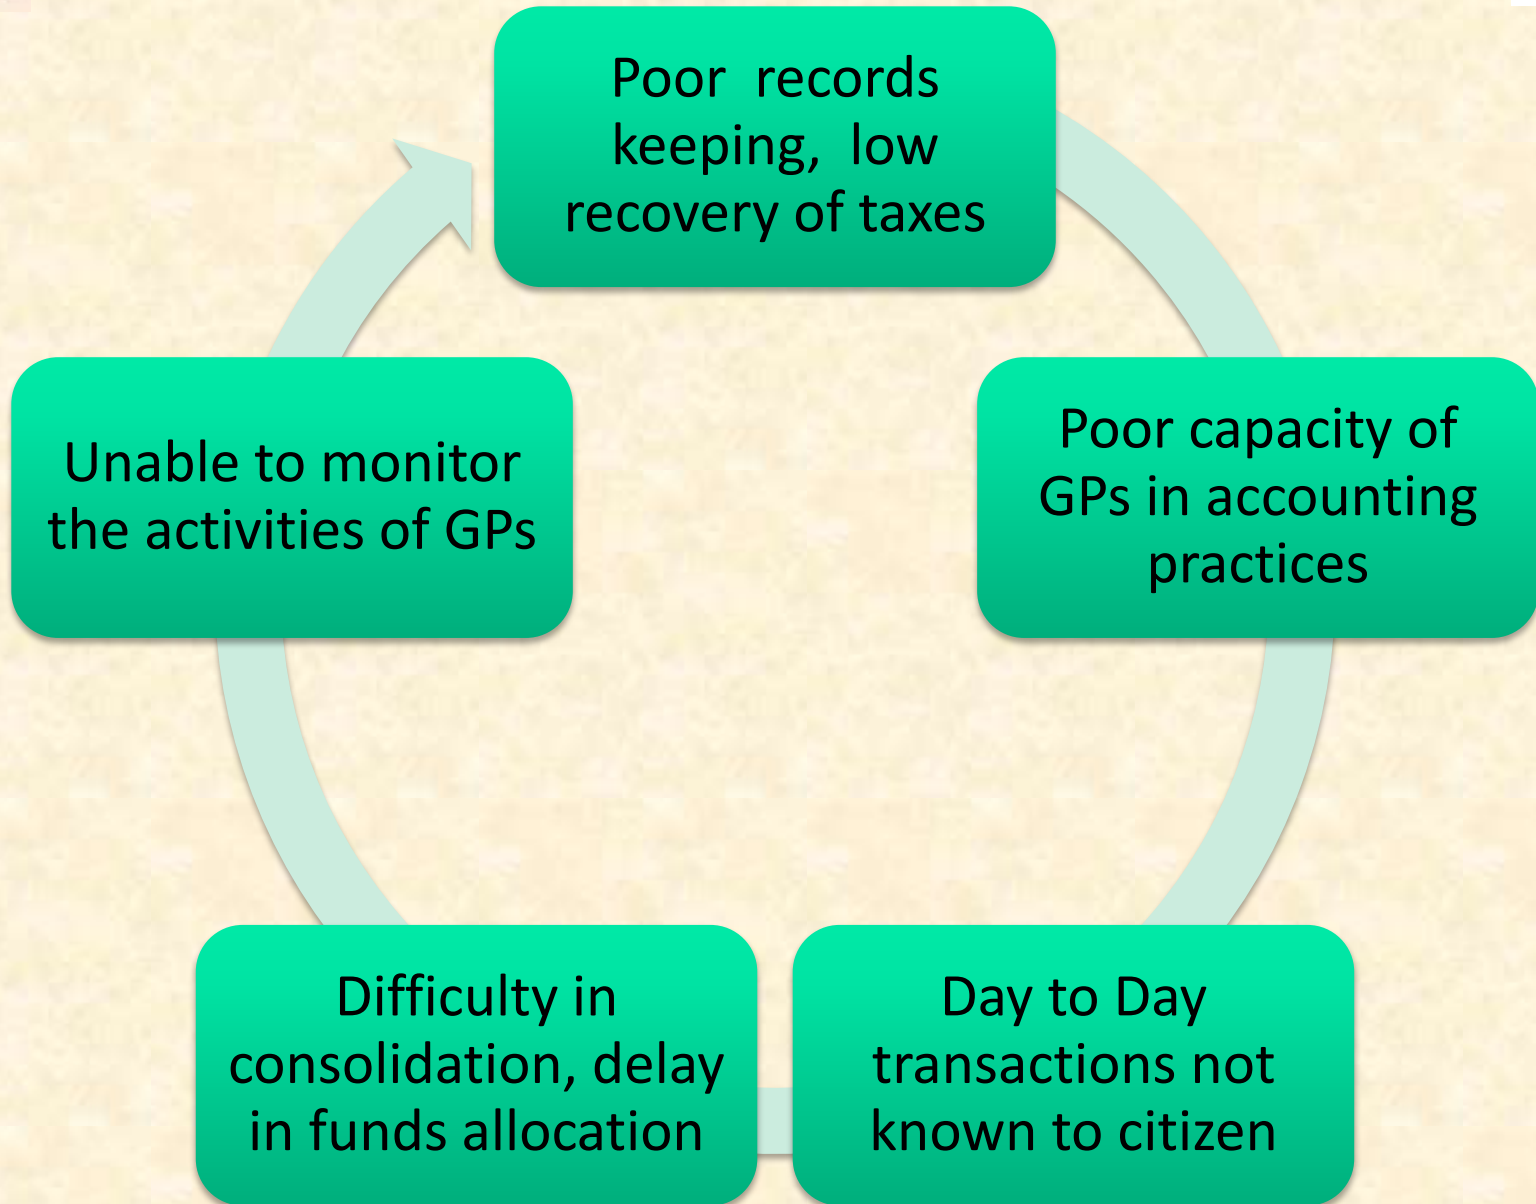 Poor records
keeping, low
recovery of taxes
Poor capacity of
GPs in accounting
practices
Day to Day
transactions not
known to citizen
Difficulty in
consolidation, delay
in funds allocation
Unable to monitor
the activities of GPs